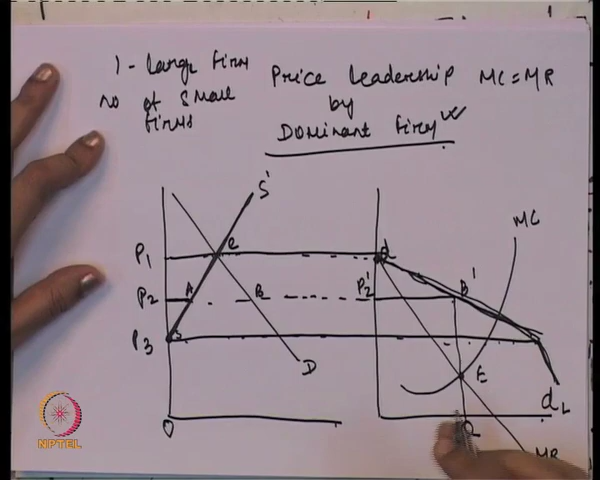 1 - Large firm
no of small
firms
Price Leadership
by
Dominant firm
MC = MR
S'
MC
P1
e
d
P2
A
B
P2'
B'
P3
S
E
D
dL
O
Q
MR
NPTEL